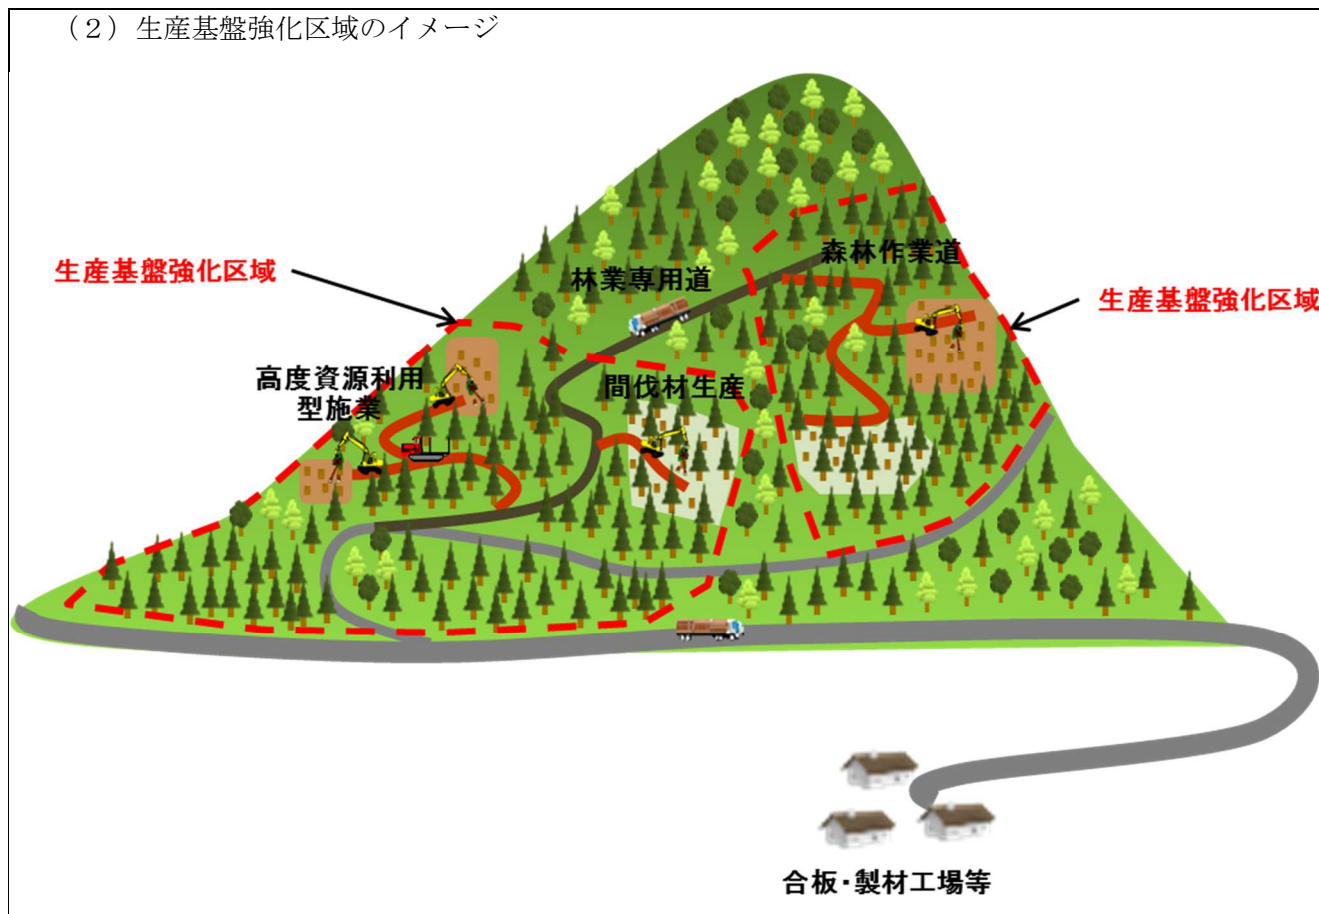 （２）生産基盤強化区域のイメージ
森林作業道
林業専用道
生産基盤強化区域
生産基盤強化区域
高度資源利用
型施業
間伐材生産
合板・製材工場等